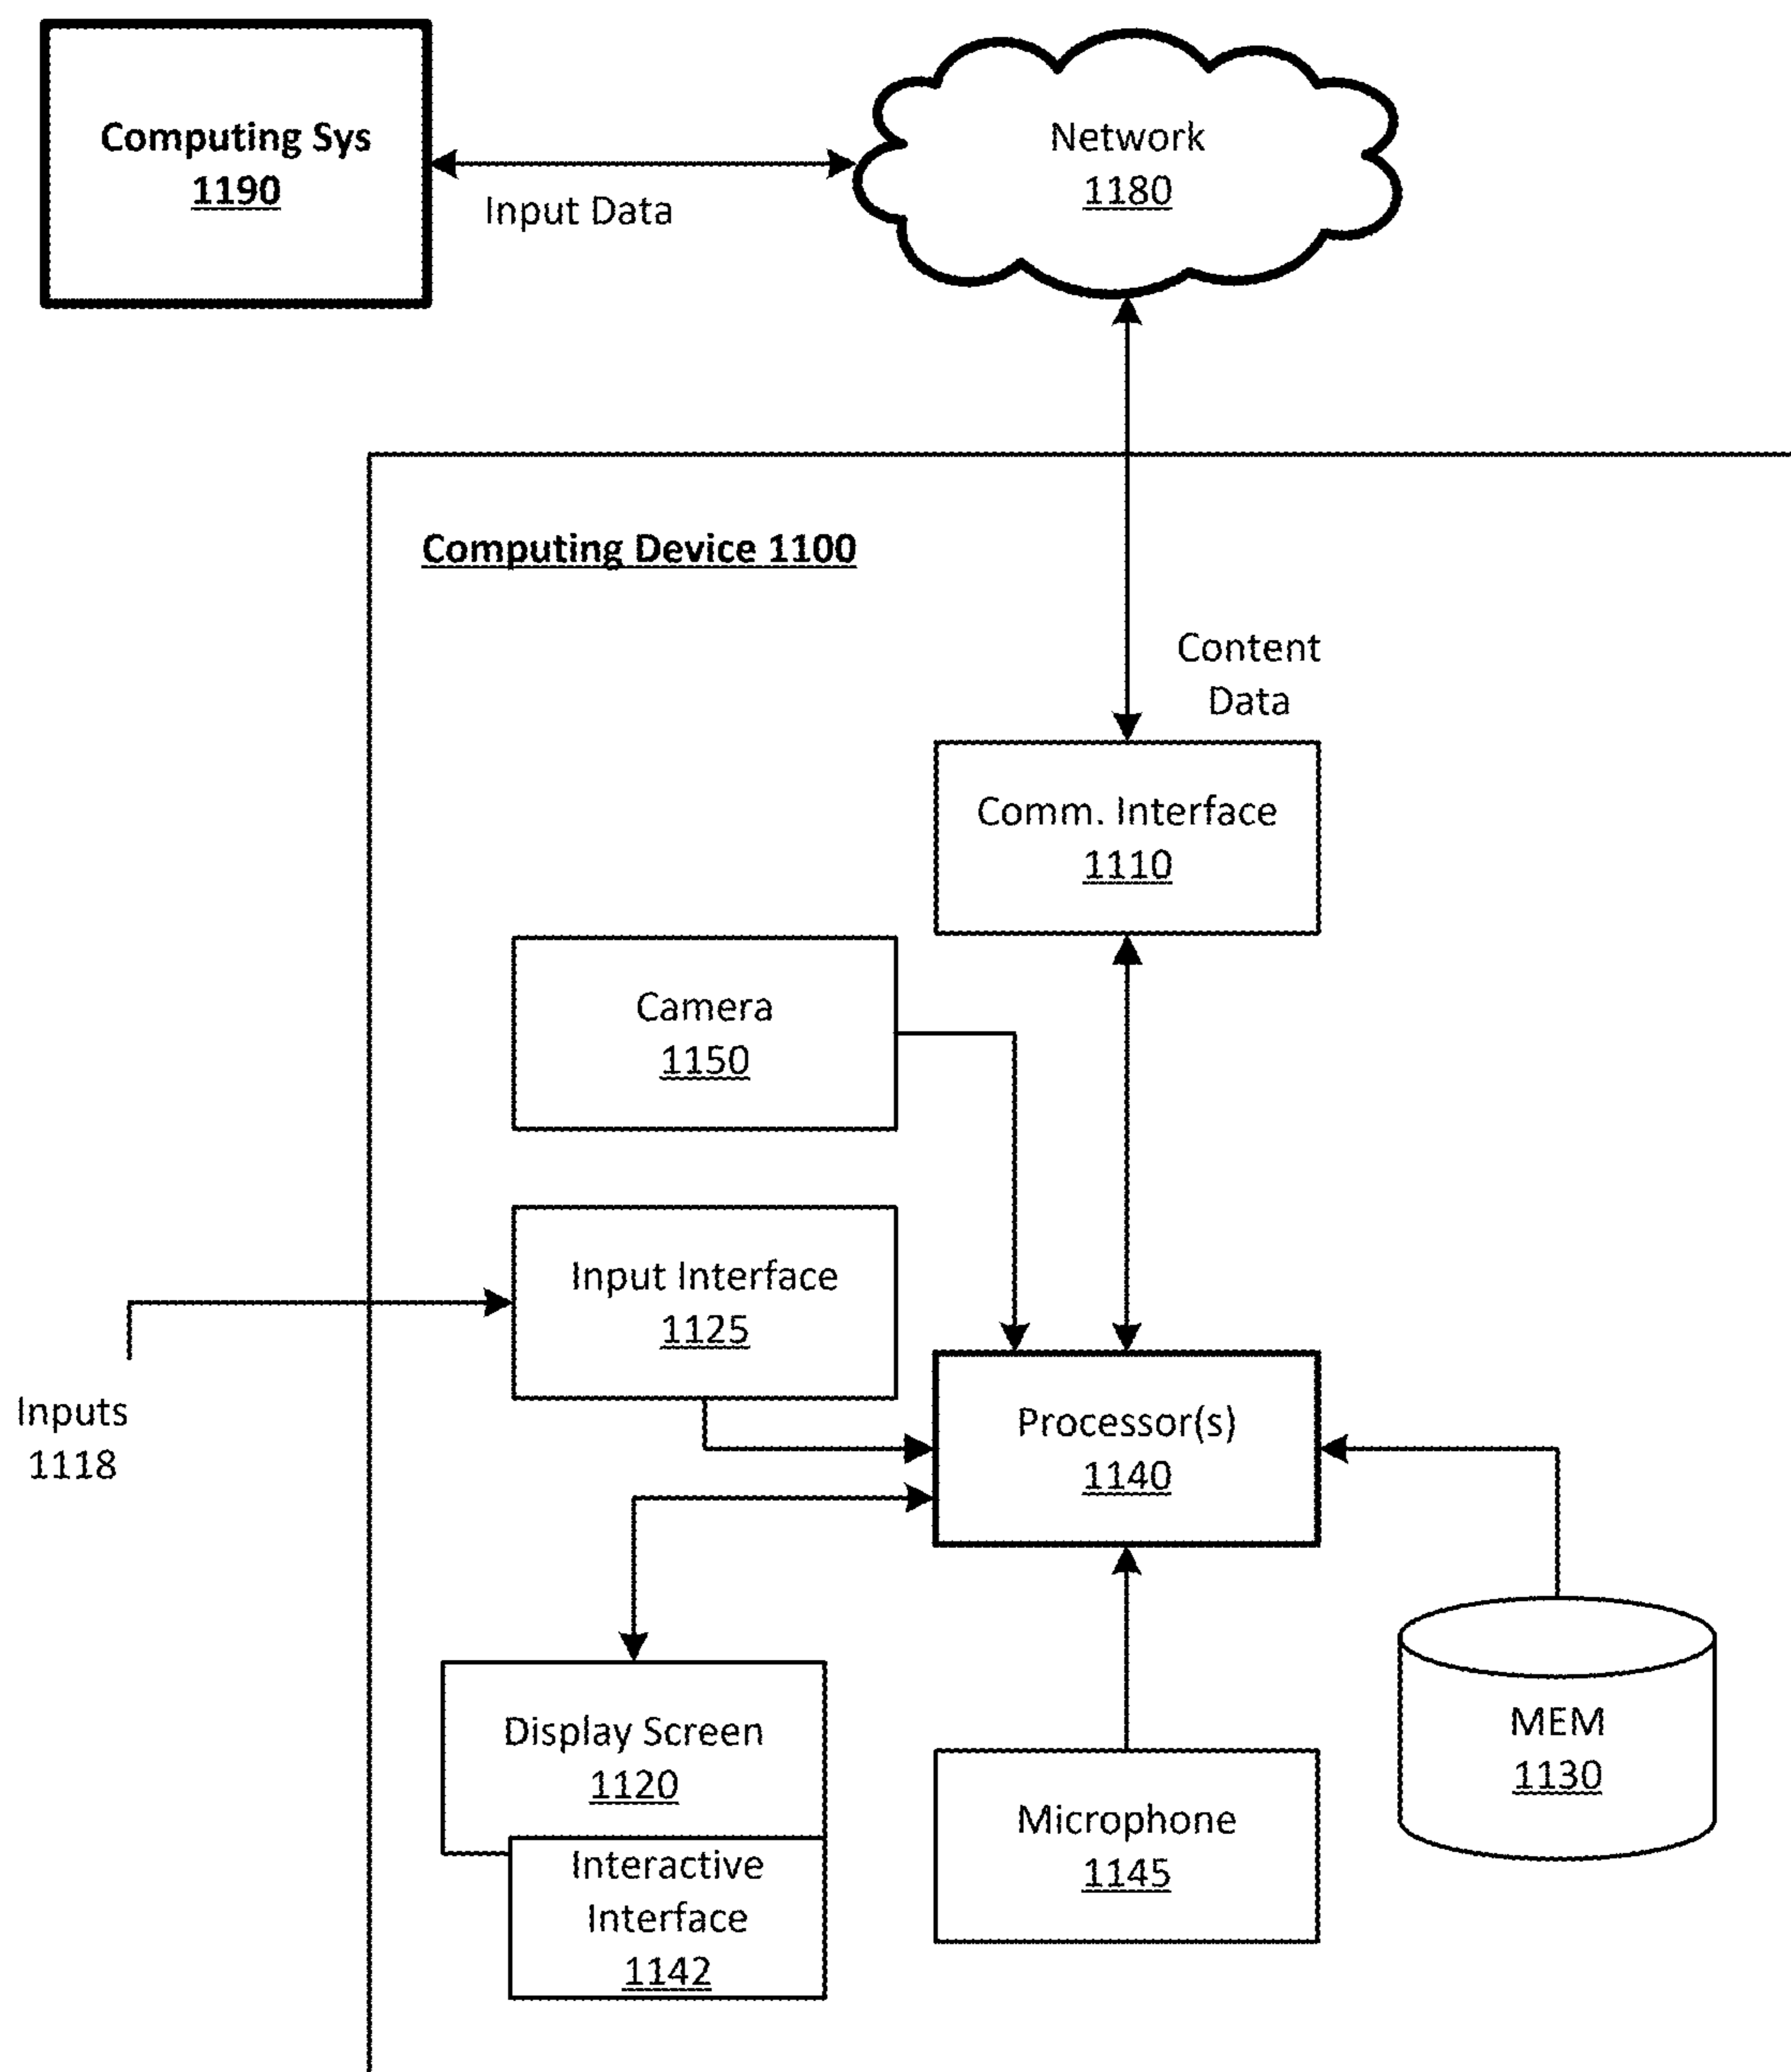 Computing Sys
1190
Input Data
Network
1180
Computing Device 1100
Content
Data
Comm. Interface
1110
Camera
1150
Input Interface
1125
Inputs
1118
Processor(s)
1140
Display Screen
1120
Interactive
Interface
1142
Microphone
1145
MEM
1130